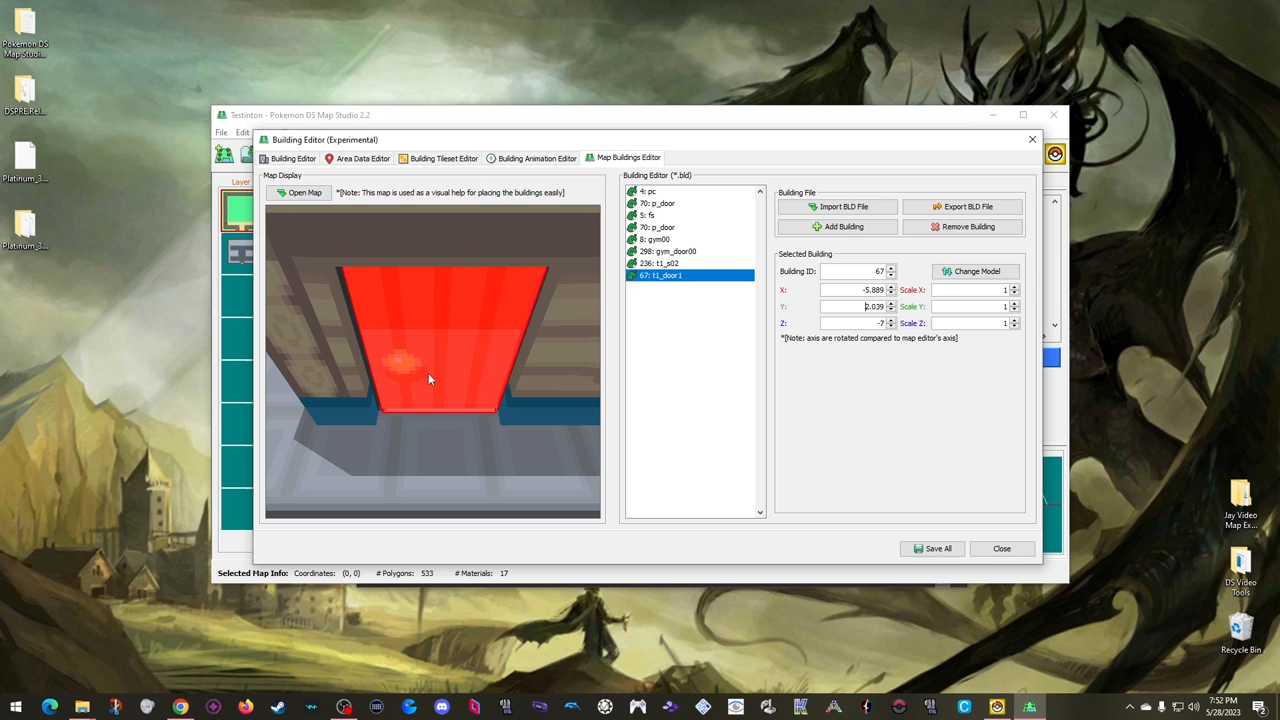 Pokemon DS
Map Studi...
DSPRE.Rel...
Platinum_3...
Platinum_3...
Testinton - Pokemon DS Map Studio 2.2
File Edit
Layer
Building Editor (Experimental)
Building Editor Area Data Editor Building Tileset Editor Building Animation Editor Map Buildings Editor
Map Display
Open Map *[Note: This map is used as a visual help for placing the buildings easily]
Building Editor (*.bld)
4: pc
70: p_door
5: fs
70: p_door
8: gym00
298: gym_door00
236: t1_s02
67: t1_door1
Building File
Import BLD File Export BLD File
Add Building Remove Building
Selected Building
Building ID: 67 Change Model
X: -5.889 Scale X: 1
Y: 2.039 Scale Y: 1
Z: -7 Scale Z: 1
*[Note: axis are rotated compared to map editor's axis]
Save All Close
Selected Map Info: Coordinates: (0, 0) # Polygons: 533 # Materials: 17
Jay Video
Map Ex...
DS Video
Tools
Recycle Bin
7:52 PM
5/28/2023